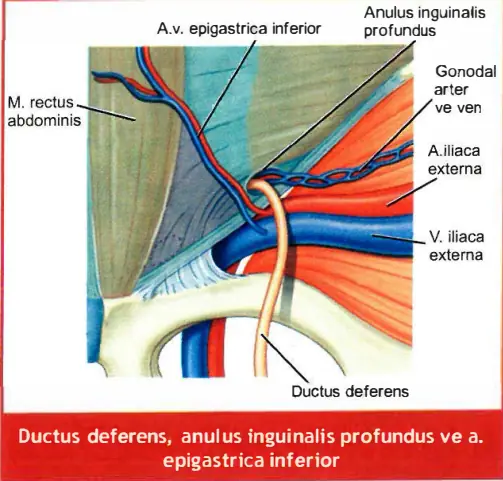 Anulus inguinalis
profundus
A.v. epigastrica inferior
Gonodal
arter
ve ven
M. rectus
abdominis
A.iliaca
externa
V. iliaca
externa
Ductus deferens
Ductus deferens, anulus inguinalis profundus ve a.
epigastrica inferior